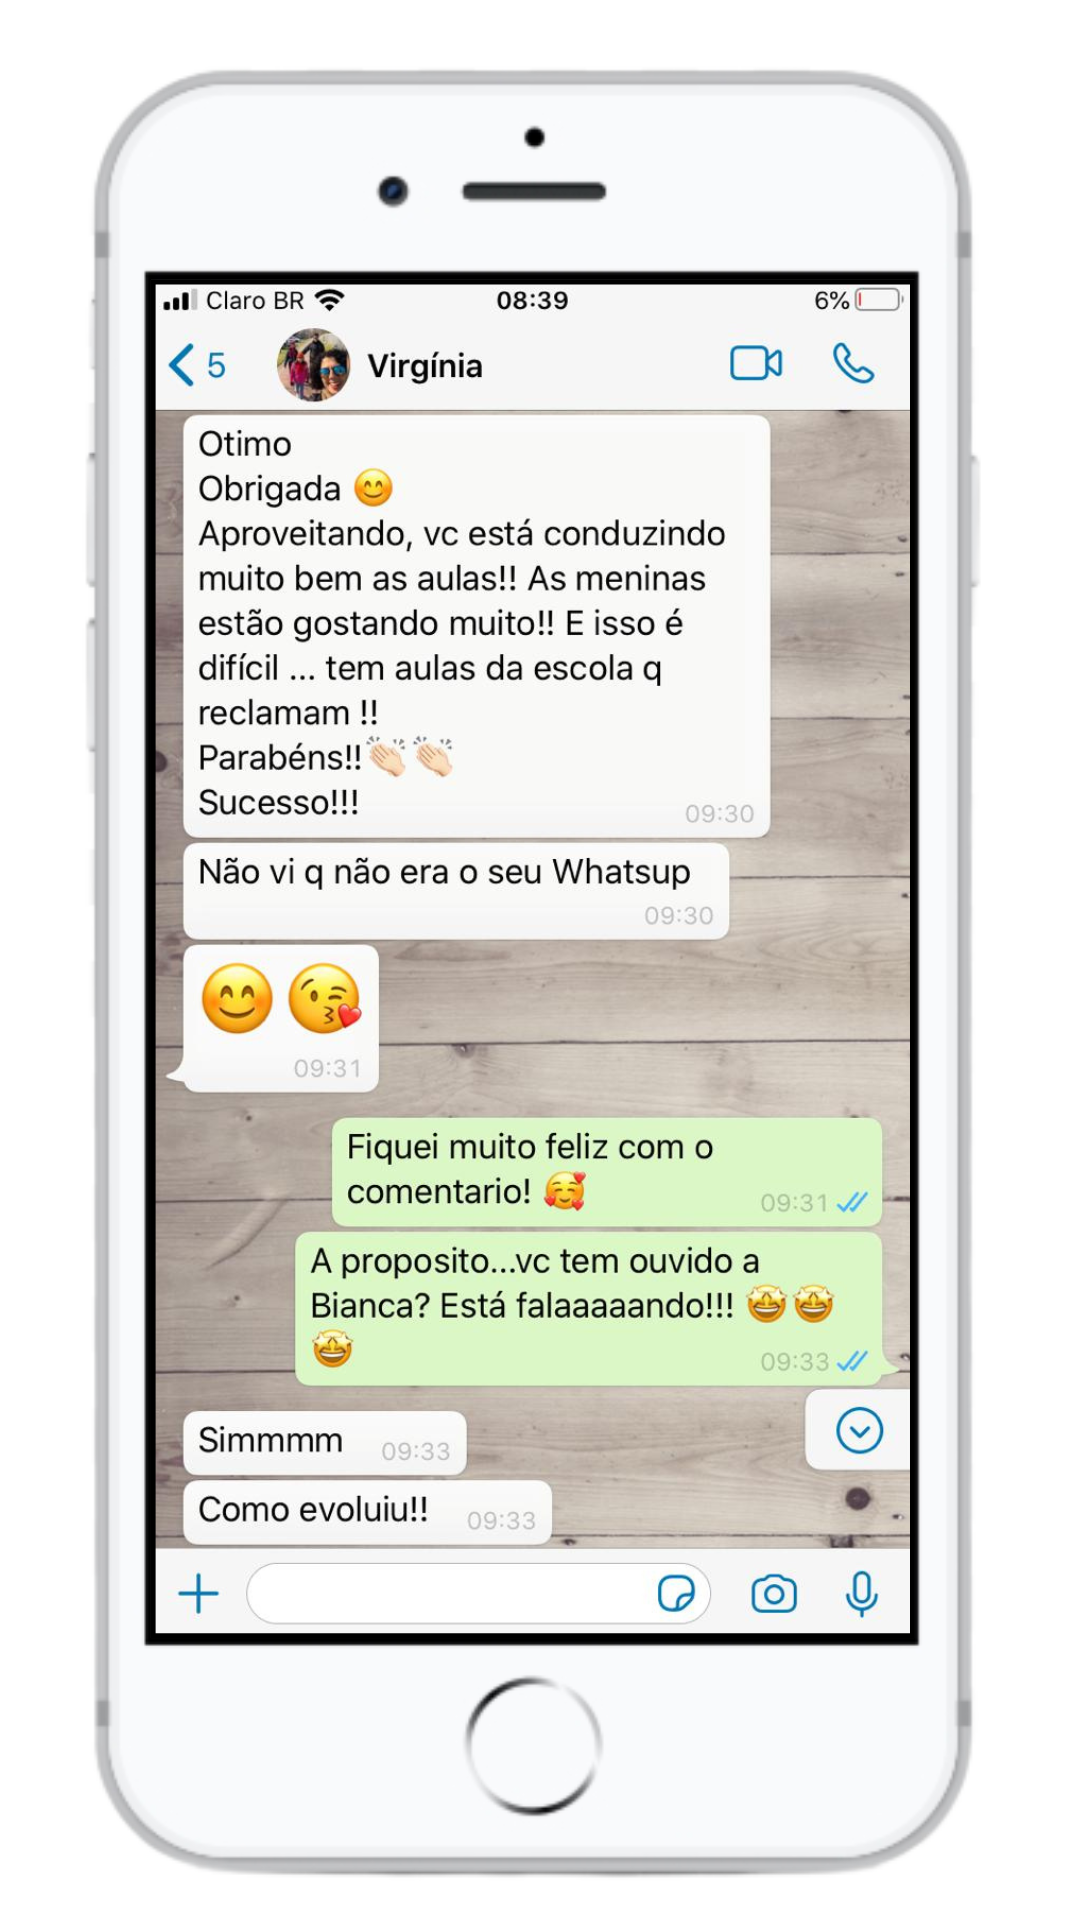 Claro BR 08:39 6%
5 Virgínia
Otimo
Obrigada 😊
Aproveitando, vc está conduzindo
muito bem as aulas!! As meninas
estão gostando muito!! E isso é
difícil ... tem aulas da escola q
reclamam !!
Parabéns!!👏🏻👏🏻
Sucesso!!!
09:30
Não vi q não era o seu Whatsup
09:30
😊😘
09:31
Fiquei muito feliz com o
comentario! 🥰 09:31
A proposito...vc tem ouvido a
Bianca? Está falaaaaando!!! 🤩🤩
🤩 09:33
Simmmm 09:33
Como evoluiu!! 09:33